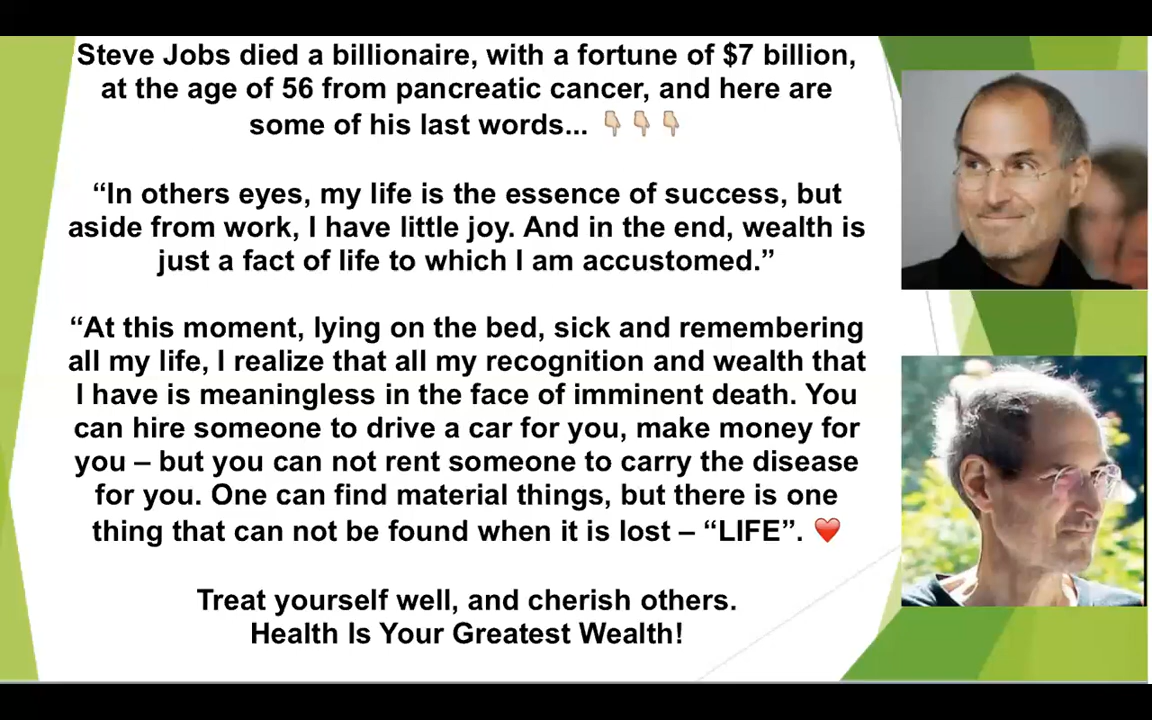 Steve Jobs died a billionaire, with a fortune of $7 billion,
at the age of 56 from pancreatic cancer, and here are
some of his last words... 👇🏼👇🏼👇🏼
“In others eyes, my life is the essence of success, but
aside from work, I have little joy. And in the end, wealth is
just a fact of life to which I am accustomed.”
“At this moment, lying on the bed, sick and remembering
all my life, I realize that all my recognition and wealth that
I have is meaningless in the face of imminent death. You
can hire someone to drive a car for you, make money for
you – but you can not rent someone to carry the disease
for you. One can find material things, but there is one
thing that can not be found when it is lost – “LIFE”. ❤️
Treat yourself well, and cherish others.
Health Is Your Greatest Wealth!